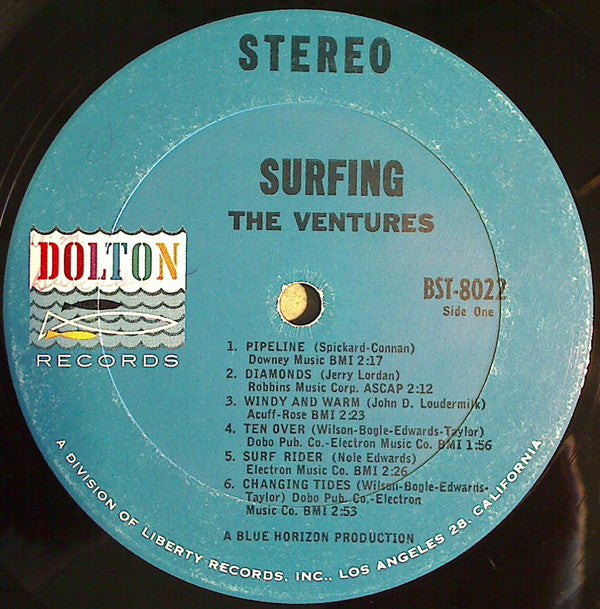 STEREO
SURFING
THE VENTURES
DOLTON
RECORDS
BST-8022
Side One
1. PIPELINE (Spickard-Connan)
Downey Music BMI 2:17
2. DIAMONDS (Jerry Lordan)
Robbins Music Corp. ASCAP 2:12
3. WINDY AND WARM (John D. Loudermilk)
Acuff-Rose BMI 2:23
4. TEN OVER (Wilson-Bogle-Edwards-Taylor)
Dobo Pub. Co.-Electron Music Co. BMI 1:56
5. SURF RIDER (Nole Edwards)
Electron Music Co. BMI 2:26
6. CHANGING TIDES (Wilson-Bogle-Edwards-
Taylor) Dobo Pub. Co.-Electron
Music Co. BMI 2:53
A BLUE HORIZON PRODUCTION
A DIVISION OF LIBERTY RECORDS, INC., LOS ANGELES 28, CALIFORNIA